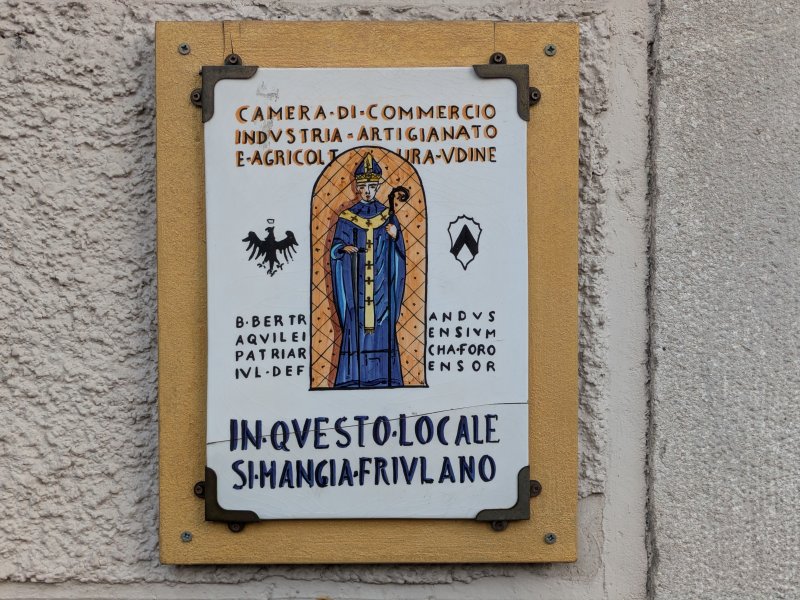 CAMERA·DI·COMMERCIO
INDVSTRIA·ARTIGIANATO
E·AGRICOLT URA·VDINE
B·BERTR ANDVS
AQVILEI ENSIVM
PATRIAR CHA·FORO
IVL·DEF ENSOR
IN·QVESTO·LOCALE
SI·MANGIA·FRIVLANO